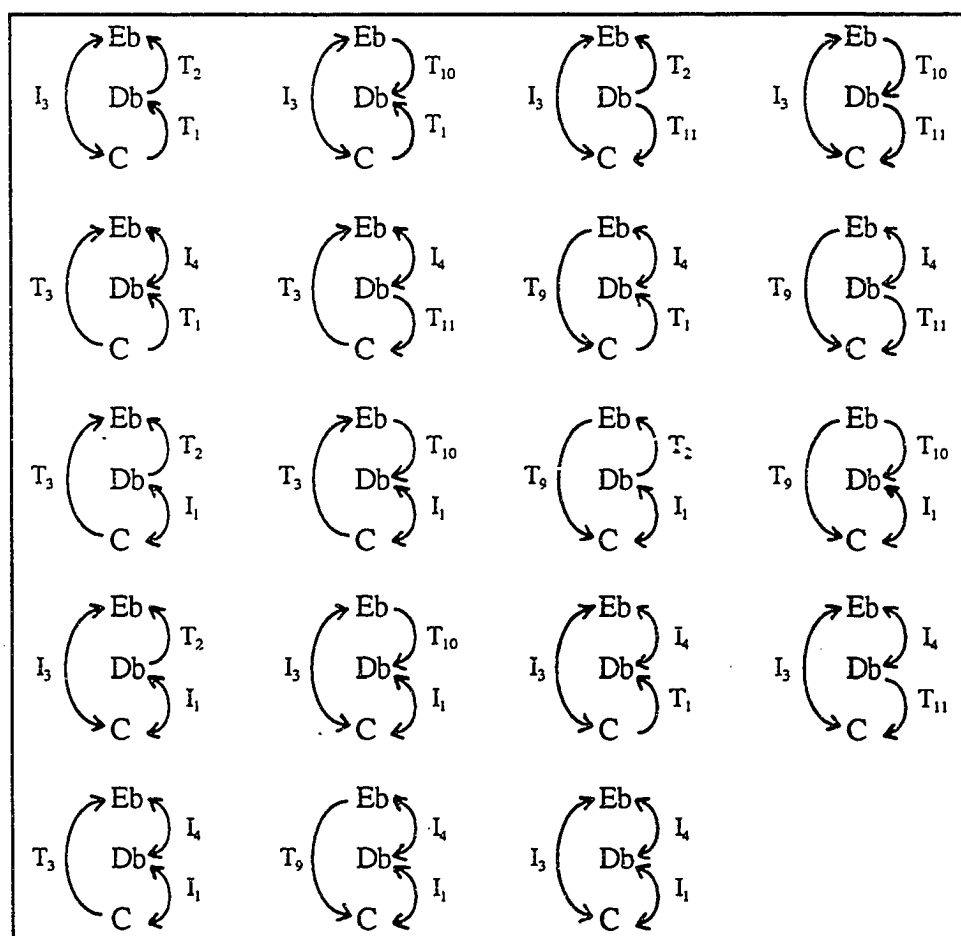 Eb Eb Eb Eb
T₂ T₁₀ T₂ T₁₀
I₃ Db I₃ Db I₃ Db I₃ Db
T₁ T₁ T₁₁ T₁₁
C C C C
Eb Eb Eb Eb
I₄ I₄ I₄ I₄
T₃ Db T₃ Db T₉ Db T₉ Db
T₁ T₁₁ T₁ T₁₁
C C C C
Eb Eb Eb Eb
T₂ T₁₀ T₂ T₁₀
T₃ Db T₃ Db T₉ Db T₉ Db
I₁ I₁ I₁ I₁
C C C C
Eb Eb Eb Eb
T₂ T₁₀ I₄ I₄
I₃ Db I₃ Db I₃ Db I₃ Db
I₁ I₁ T₁ T₁₁
C C C C
Eb Eb Eb
I₄ I₄ I₄
T₃ Db T₉ Db I₃ Db
I₁ I₁ I₁
C C C